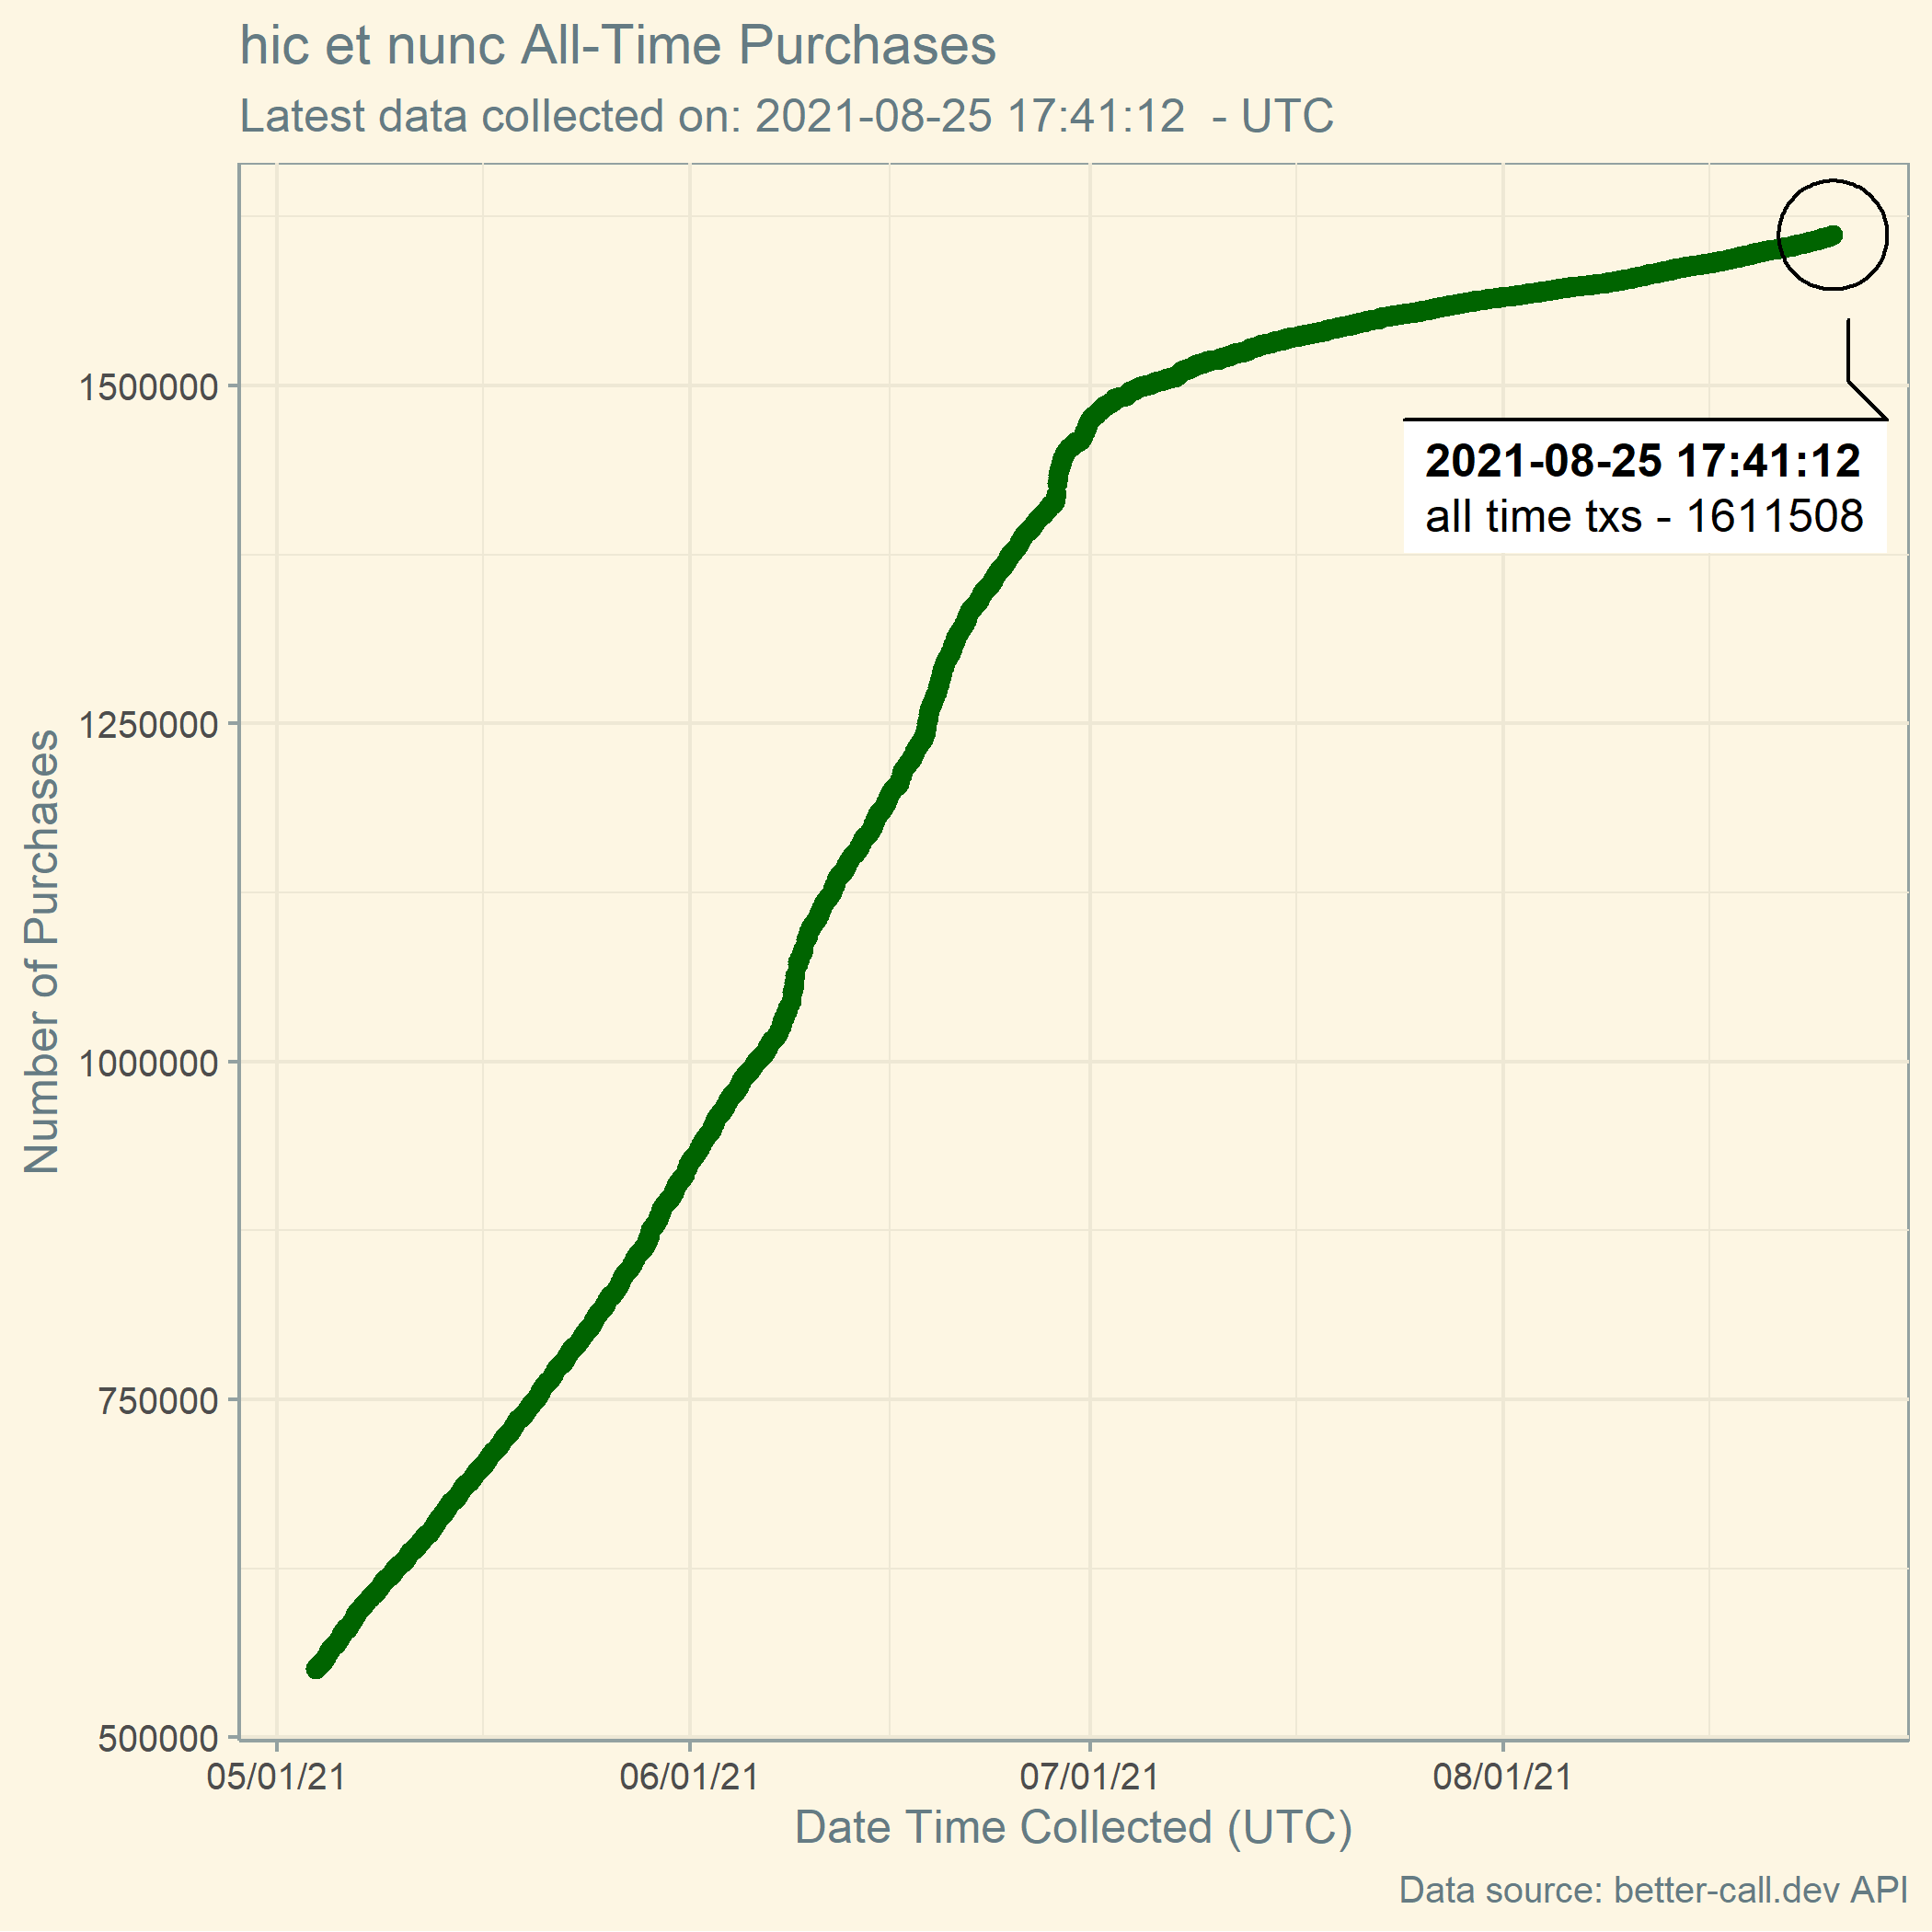 hic et nunc All-Time Purchases
Latest data collected on: 2021-08-25 17:41:12  - UTC
Number of Purchases
1500000
1250000
1000000
750000
500000
2021-08-25 17:41:12
all time txs - 1611508
05/01/21 06/01/21 07/01/21 08/01/21
Date Time Collected (UTC)
Data source: better-call.dev API